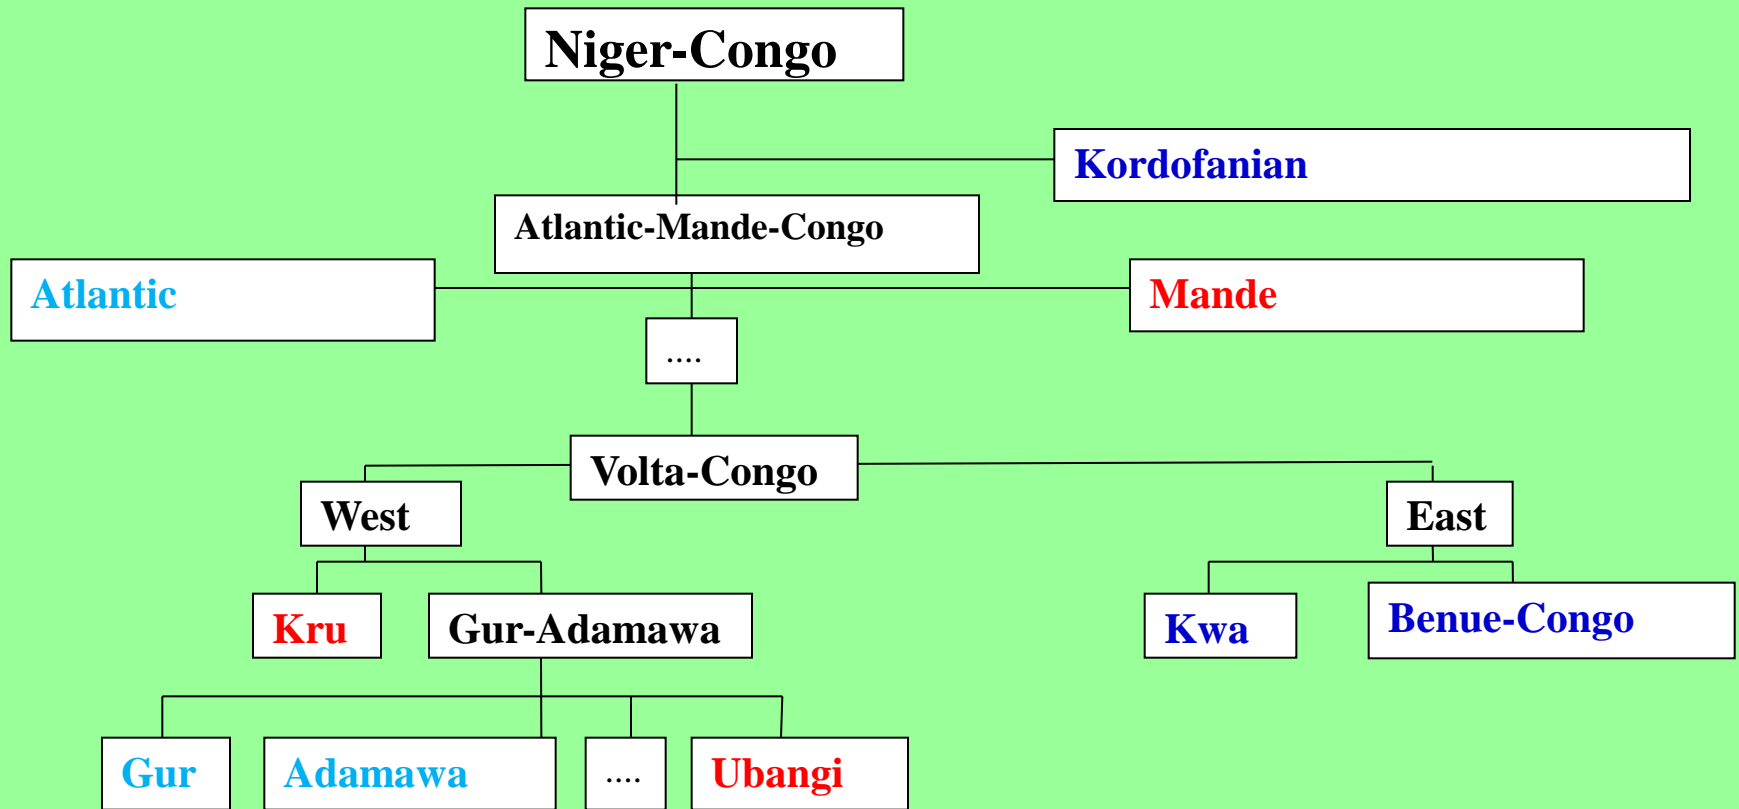 Niger-Congo
Kordofanian
Atlantic-Mande-Congo
Atlantic
Mande
....
Volta-Congo
West
East
Kru
Gur-Adamawa
Kwa
Benue-Congo
Gur
Adamawa
....
Ubangi